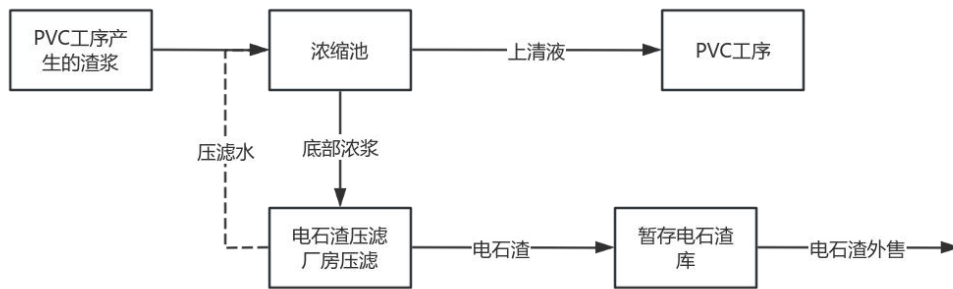 PVC工序产
生的渣浆
浓缩池
上清液
PVC工序
压滤水
底部浓浆
电石渣压滤
厂房压滤
电石渣
暂存电石渣
库
电石渣外售